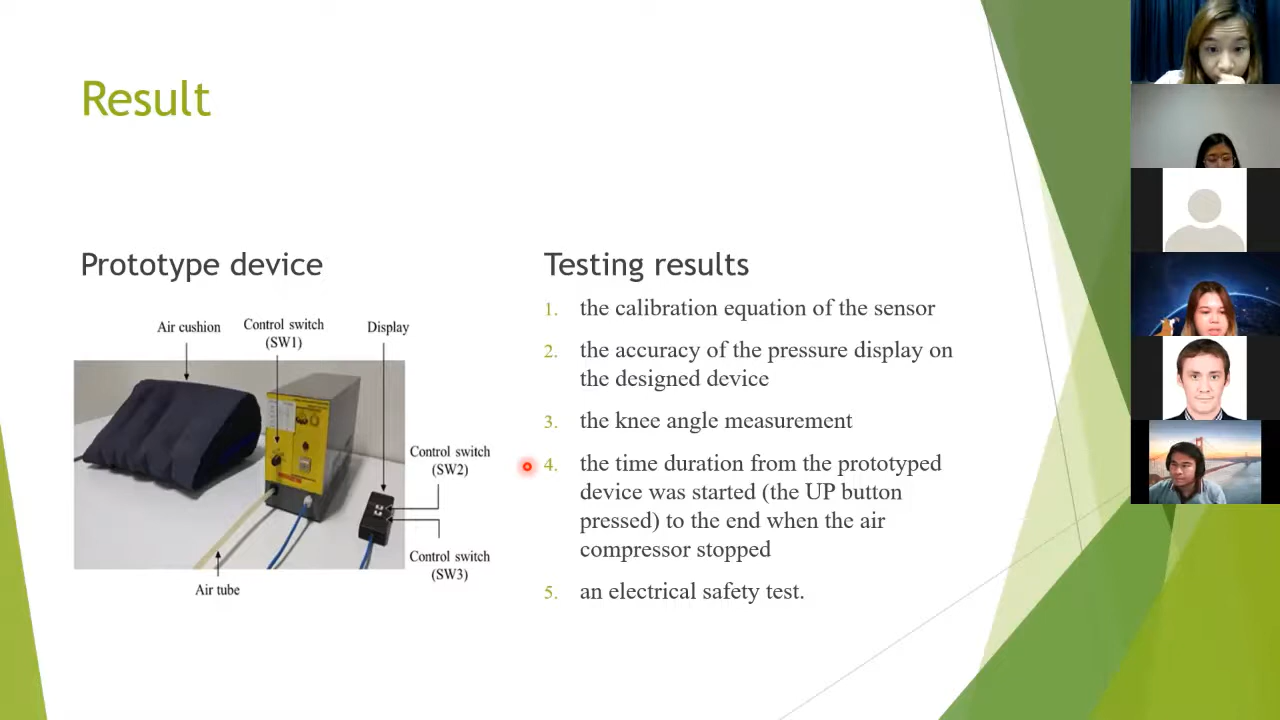 Result
Prototype device
Air cushion
Control switch
(SW1)
Display
Control switch
(SW2)
Control switch
(SW3)
Air tube
Testing results
1. the calibration equation of the sensor
2. the accuracy of the pressure display on
the designed device
3. the knee angle measurement
4. the time duration from the prototyped
device was started (the UP button
pressed) to the end when the air
compressor stopped
5. an electrical safety test.